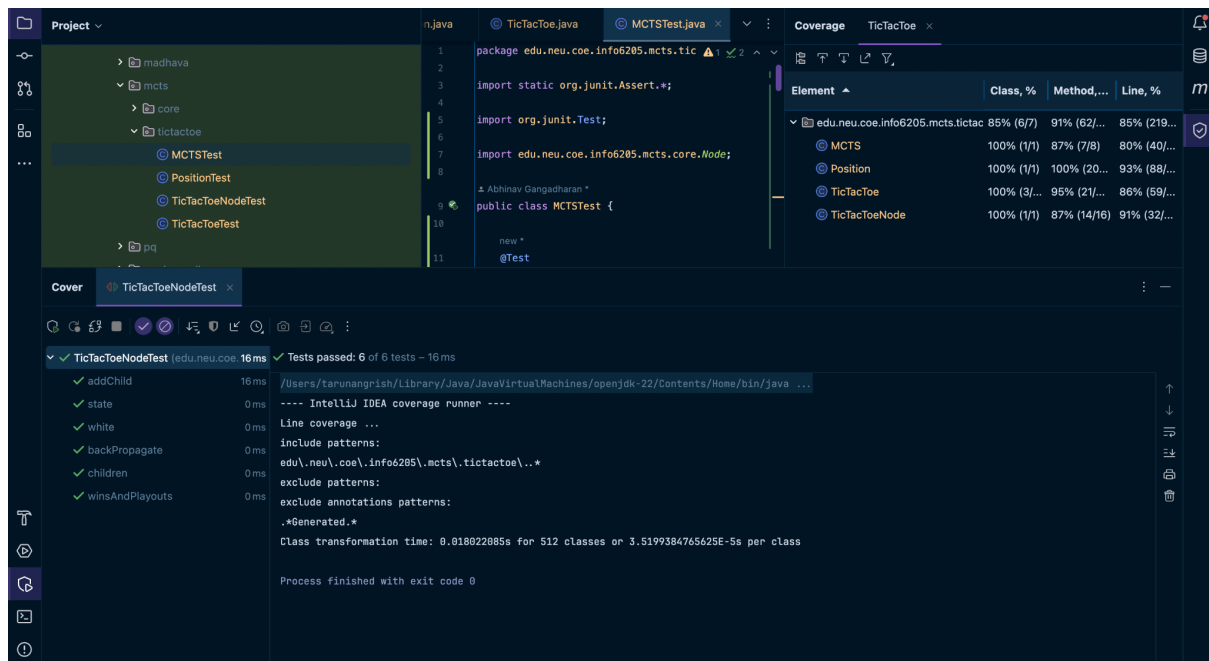 Project
madhava
mcts
core
tictactoe
MCTSTest
PositionTest
TicTacToeNodeTest
TicTacToeTest
pq
n.java
TicTacToe.java
MCTSTest.java
1 package edu.neu.coe.info6205.mcts.tic 1 2
2
3 import static org.junit.Assert.*;
4
5 import org.junit.Test;
6
7 import edu.neu.coe.info6205.mcts.core.Node;
8
Abhinav Gangadharan *
9 public class MCTSTest {
10
new *
11 @Test
Coverage TicTacToe
Element Class, % Method,... Line, %
edu.neu.coe.info6205.mcts.tictac 85% (6/7) 91% (62/... 85% (219...
MCTS 100% (1/1) 87% (7/8) 80% (40/...
Position 100% (1/1) 100% (20... 93% (88/...
TicTacToe 100% (3/... 95% (21/... 86% (59/...
TicTacToeNode 100% (1/1) 87% (14/16) 91% (32/...
m
Cover TicTacToeNodeTest
TicTacToeNodeTest (edu.neu.coe. 16 ms
addChild 16 ms
state 0 ms
white 0 ms
backPropagate 0 ms
children 0 ms
winsAndPlayouts 0 ms
Tests passed: 6 of 6 tests – 16 ms
/Users/tarunangrish/Library/Java/JavaVirtualMachines/openjdk-22/Contents/Home/bin/java ...
---- IntelliJ IDEA coverage runner ----
Line coverage ...
include patterns:
edu\.neu\.coe\.info6205\.mcts\.tictactoe\..*
exclude patterns:
exclude annotations patterns:
.*Generated.*
Class transformation time: 0.018022085s for 512 classes or 3.5199384765625E-5s per class
Process finished with exit code 0